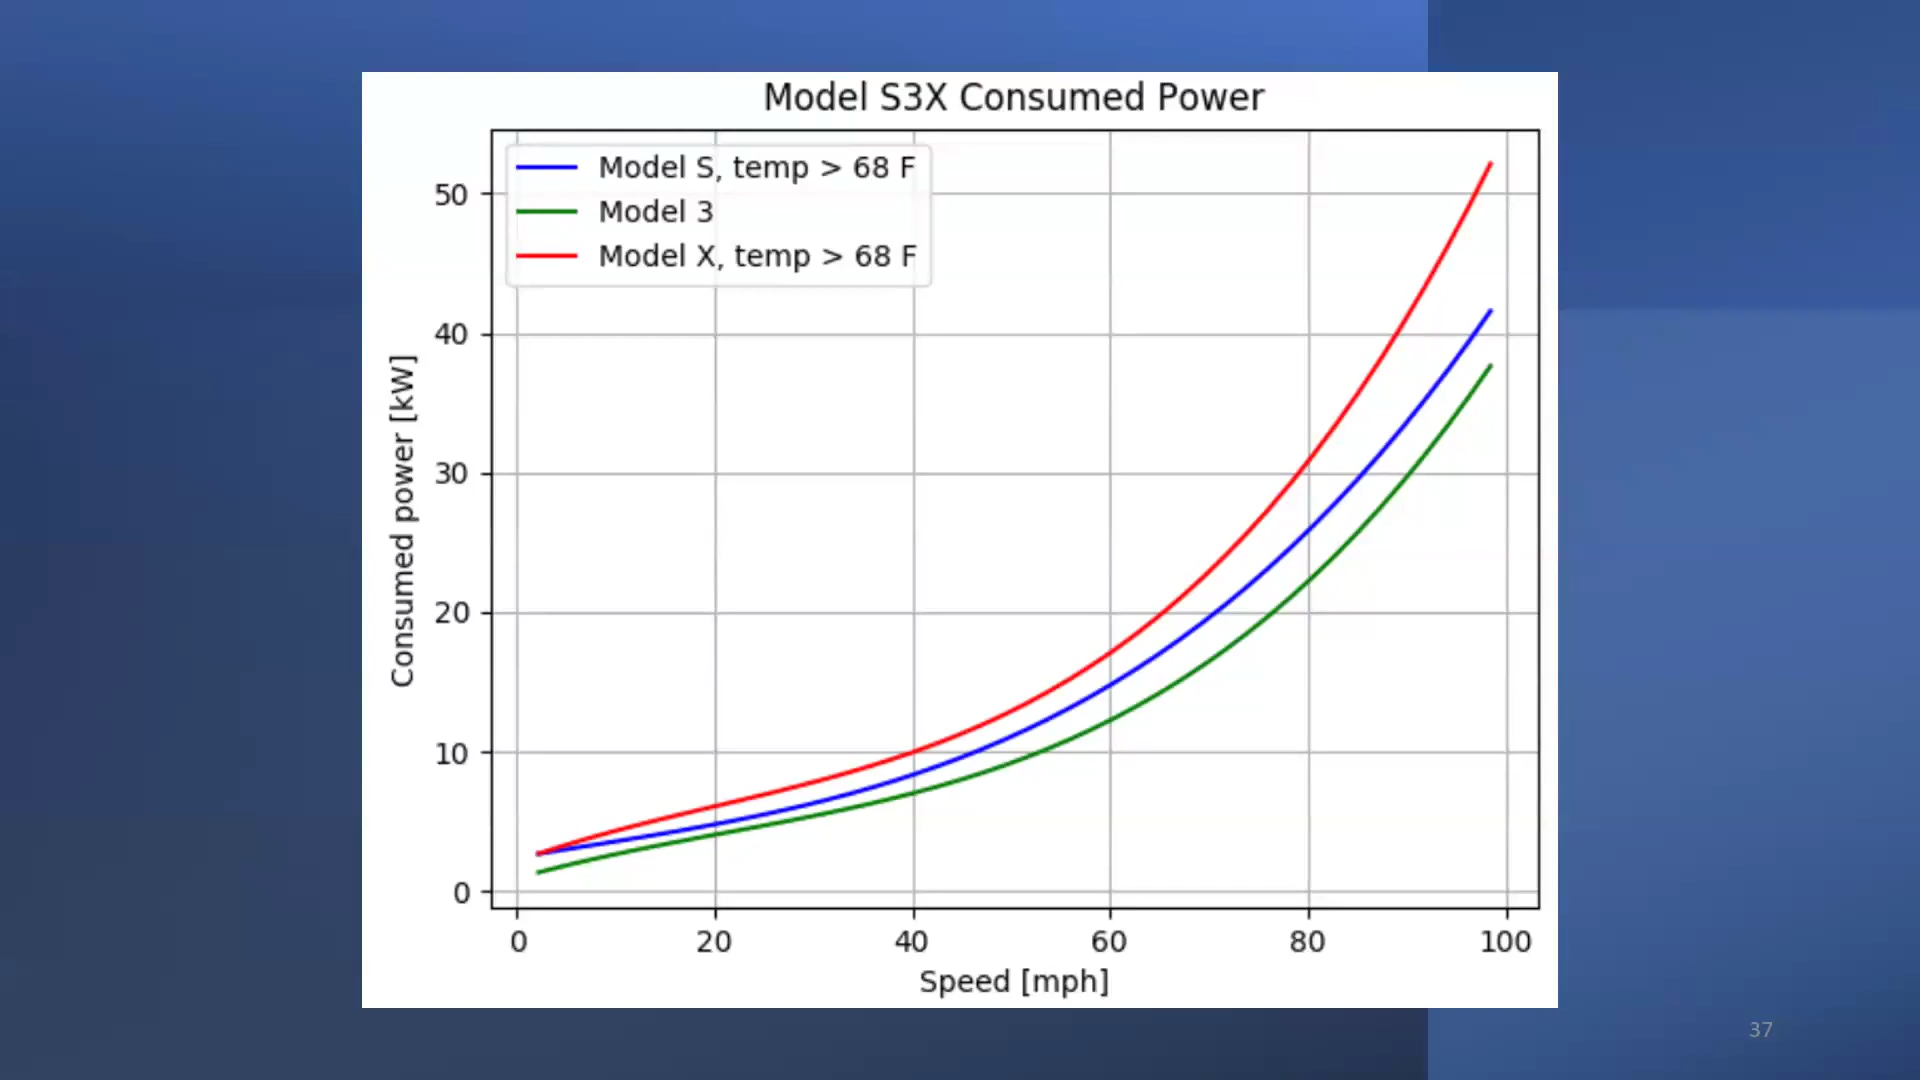 Model S3X Consumed Power
Model S, temp > 68 F
Model 3
Model X, temp > 68 F
Consumed power [kW]
50
40
30
20
10
0
0 20 40 60 80 100
Speed [mph]
37